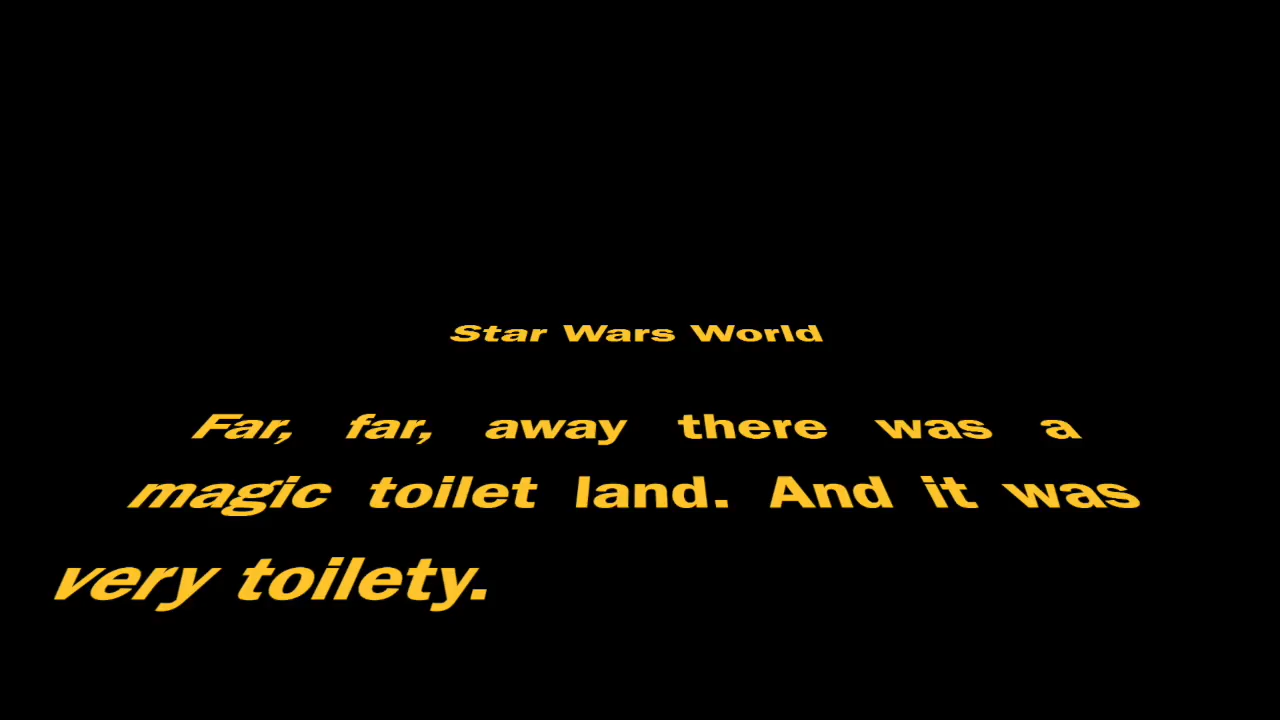 Star Wars World
Far, far, away there was a
magic toilet land. And it was
very toilety.